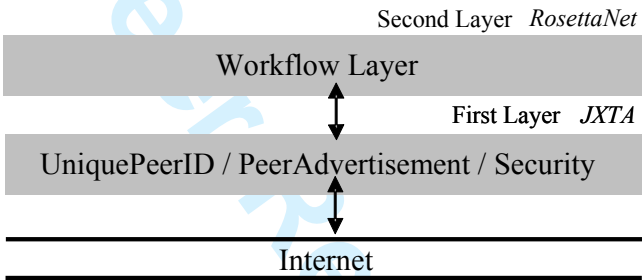 Second Layer RosettaNet
Workflow Layer
First Layer JXTA
UniquePeerID / PeerAdvertisement / Security
Internet